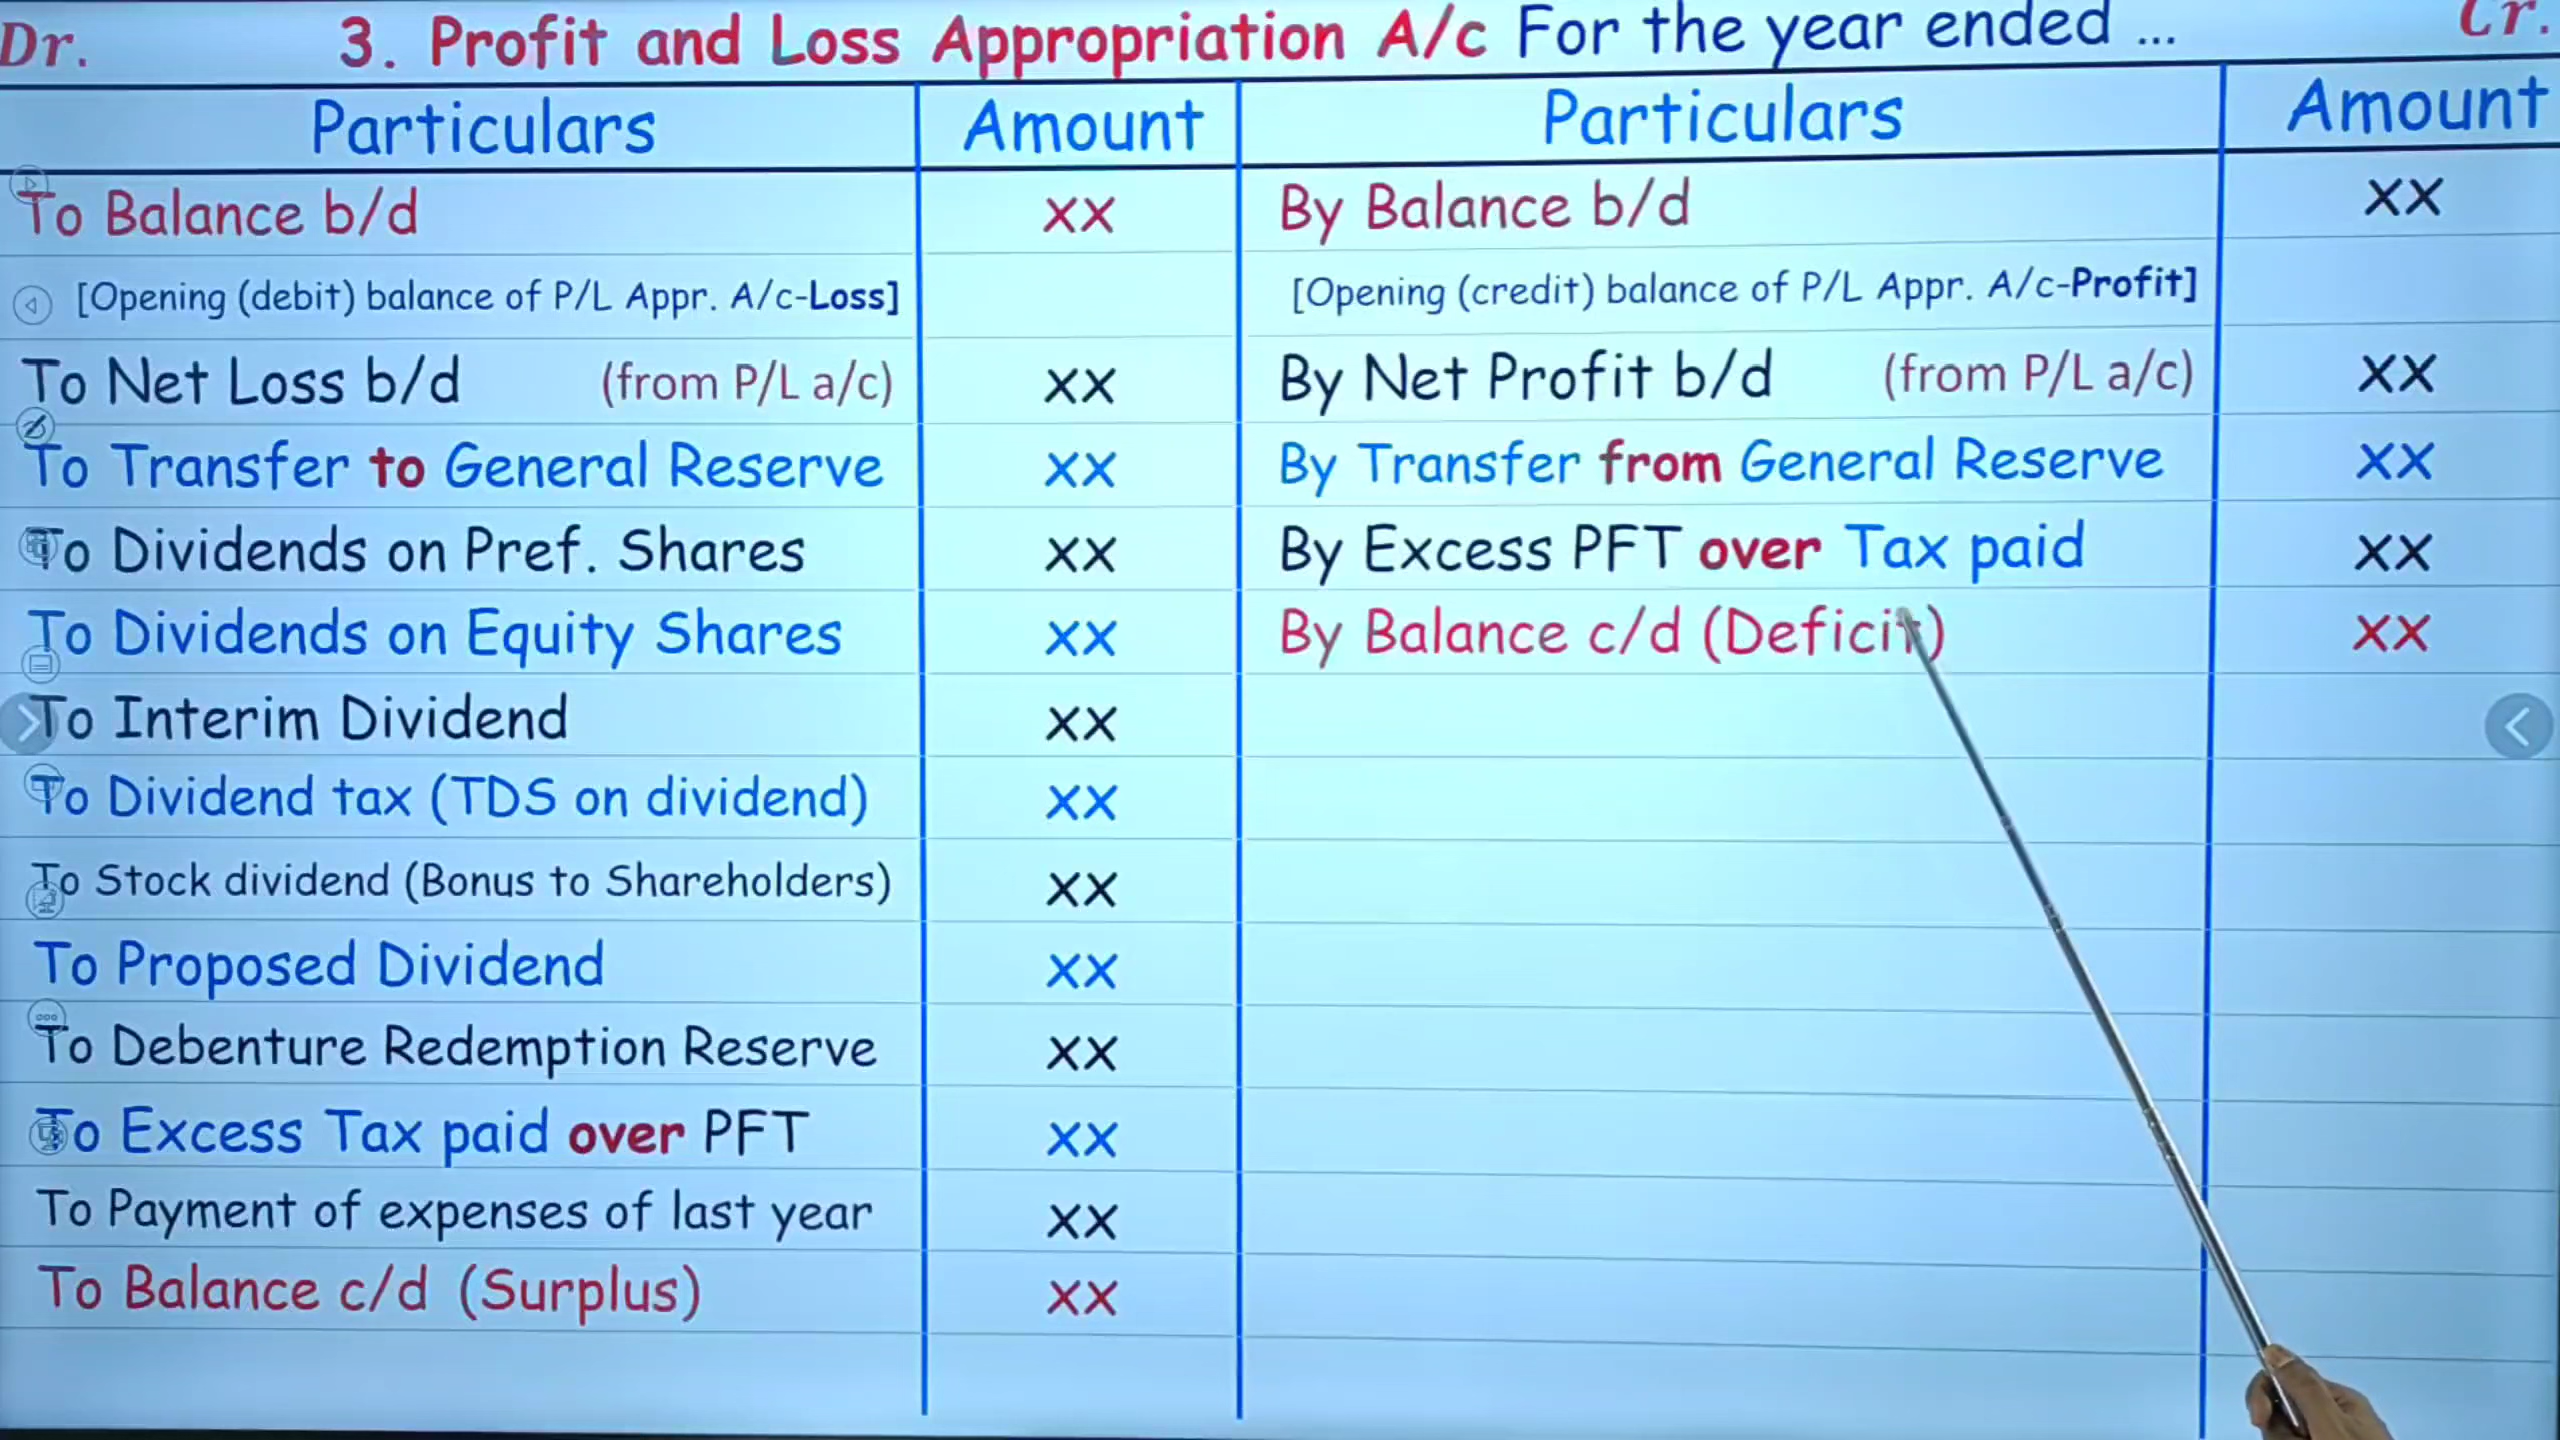 Dr. 3. Profit and Loss Appropriation A/c For the year ended ... Cr.
Particulars Amount Particulars Amount
To Balance b/d xx By Balance b/d xx
[Opening (debit) balance of P/L Appr. A/c-Loss] [Opening (credit) balance of P/L Appr. A/c-Profit]
To Net Loss b/d (from P/L a/c) xx By Net Profit b/d (from P/L a/c) xx
To Transfer to General Reserve xx By Transfer from General Reserve xx
To Dividends on Pref. Shares xx By Excess PFT over Tax paid xx
To Dividends on Equity Shares xx By Balance c/d (Deficit) xx
To Interim Dividend xx
To Dividend tax (TDS on dividend) xx
To Stock dividend (Bonus to Shareholders) xx
To Proposed Dividend xx
To Debenture Redemption Reserve xx
To Excess Tax paid over PFT xx
To Payment of expenses of last year xx
To Balance c/d (Surplus) xx